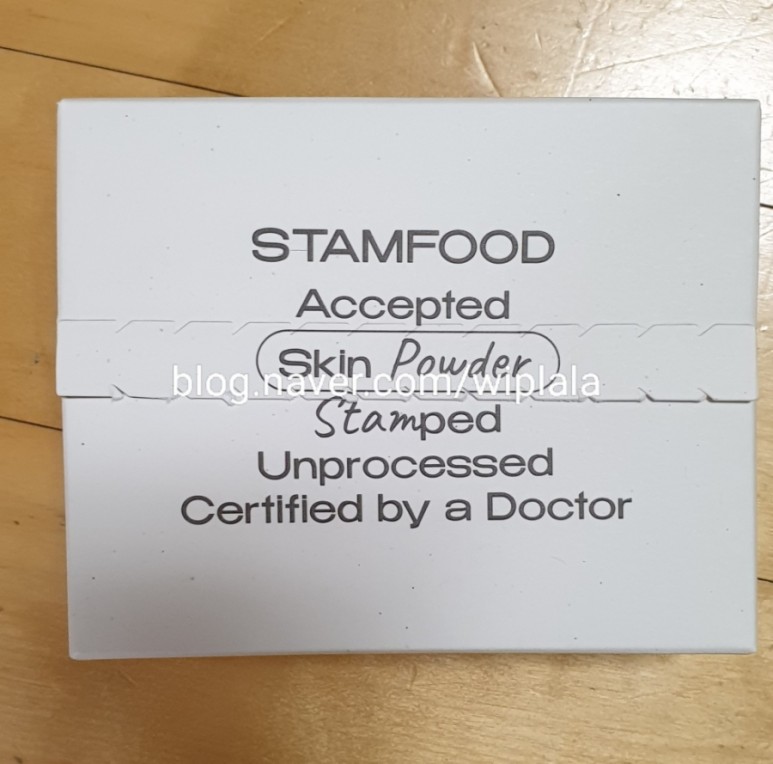 STAMFOOD
Accepted
Skin Powder
blog.naver.com/wiplala
Stamped
Unprocessed
Certified by a Doctor